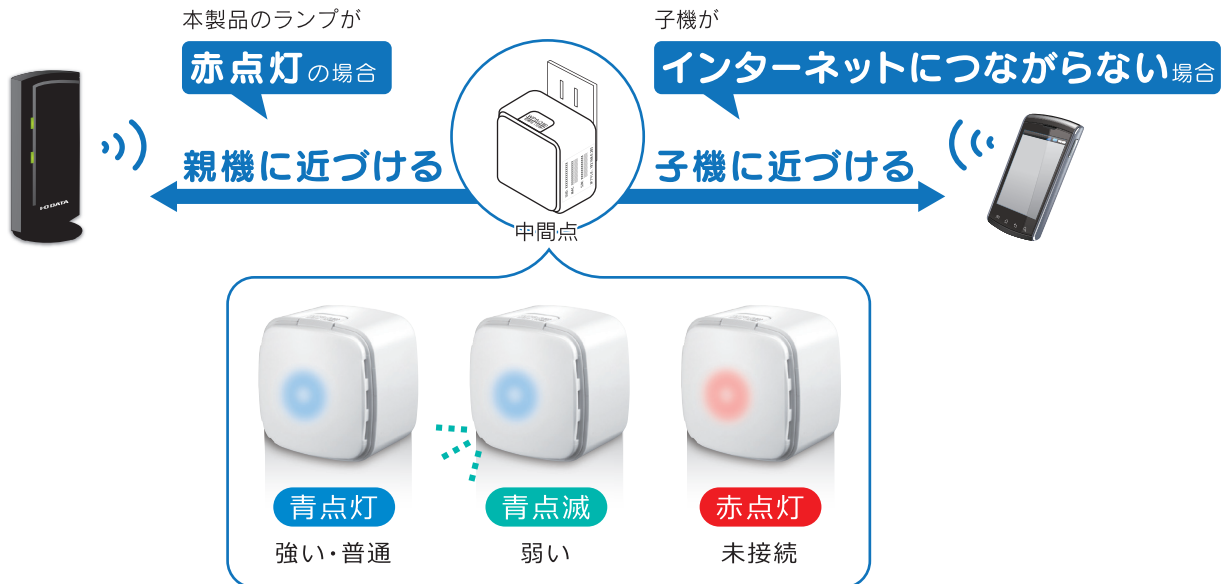 本製品のランプが
赤点灯の場合
子機が
インターネットにつながらない場合
親機に近づける
子機に近づける
I-O DATA
中間点
青点灯
強い・普通
青点滅
弱い
赤点灯
未接続